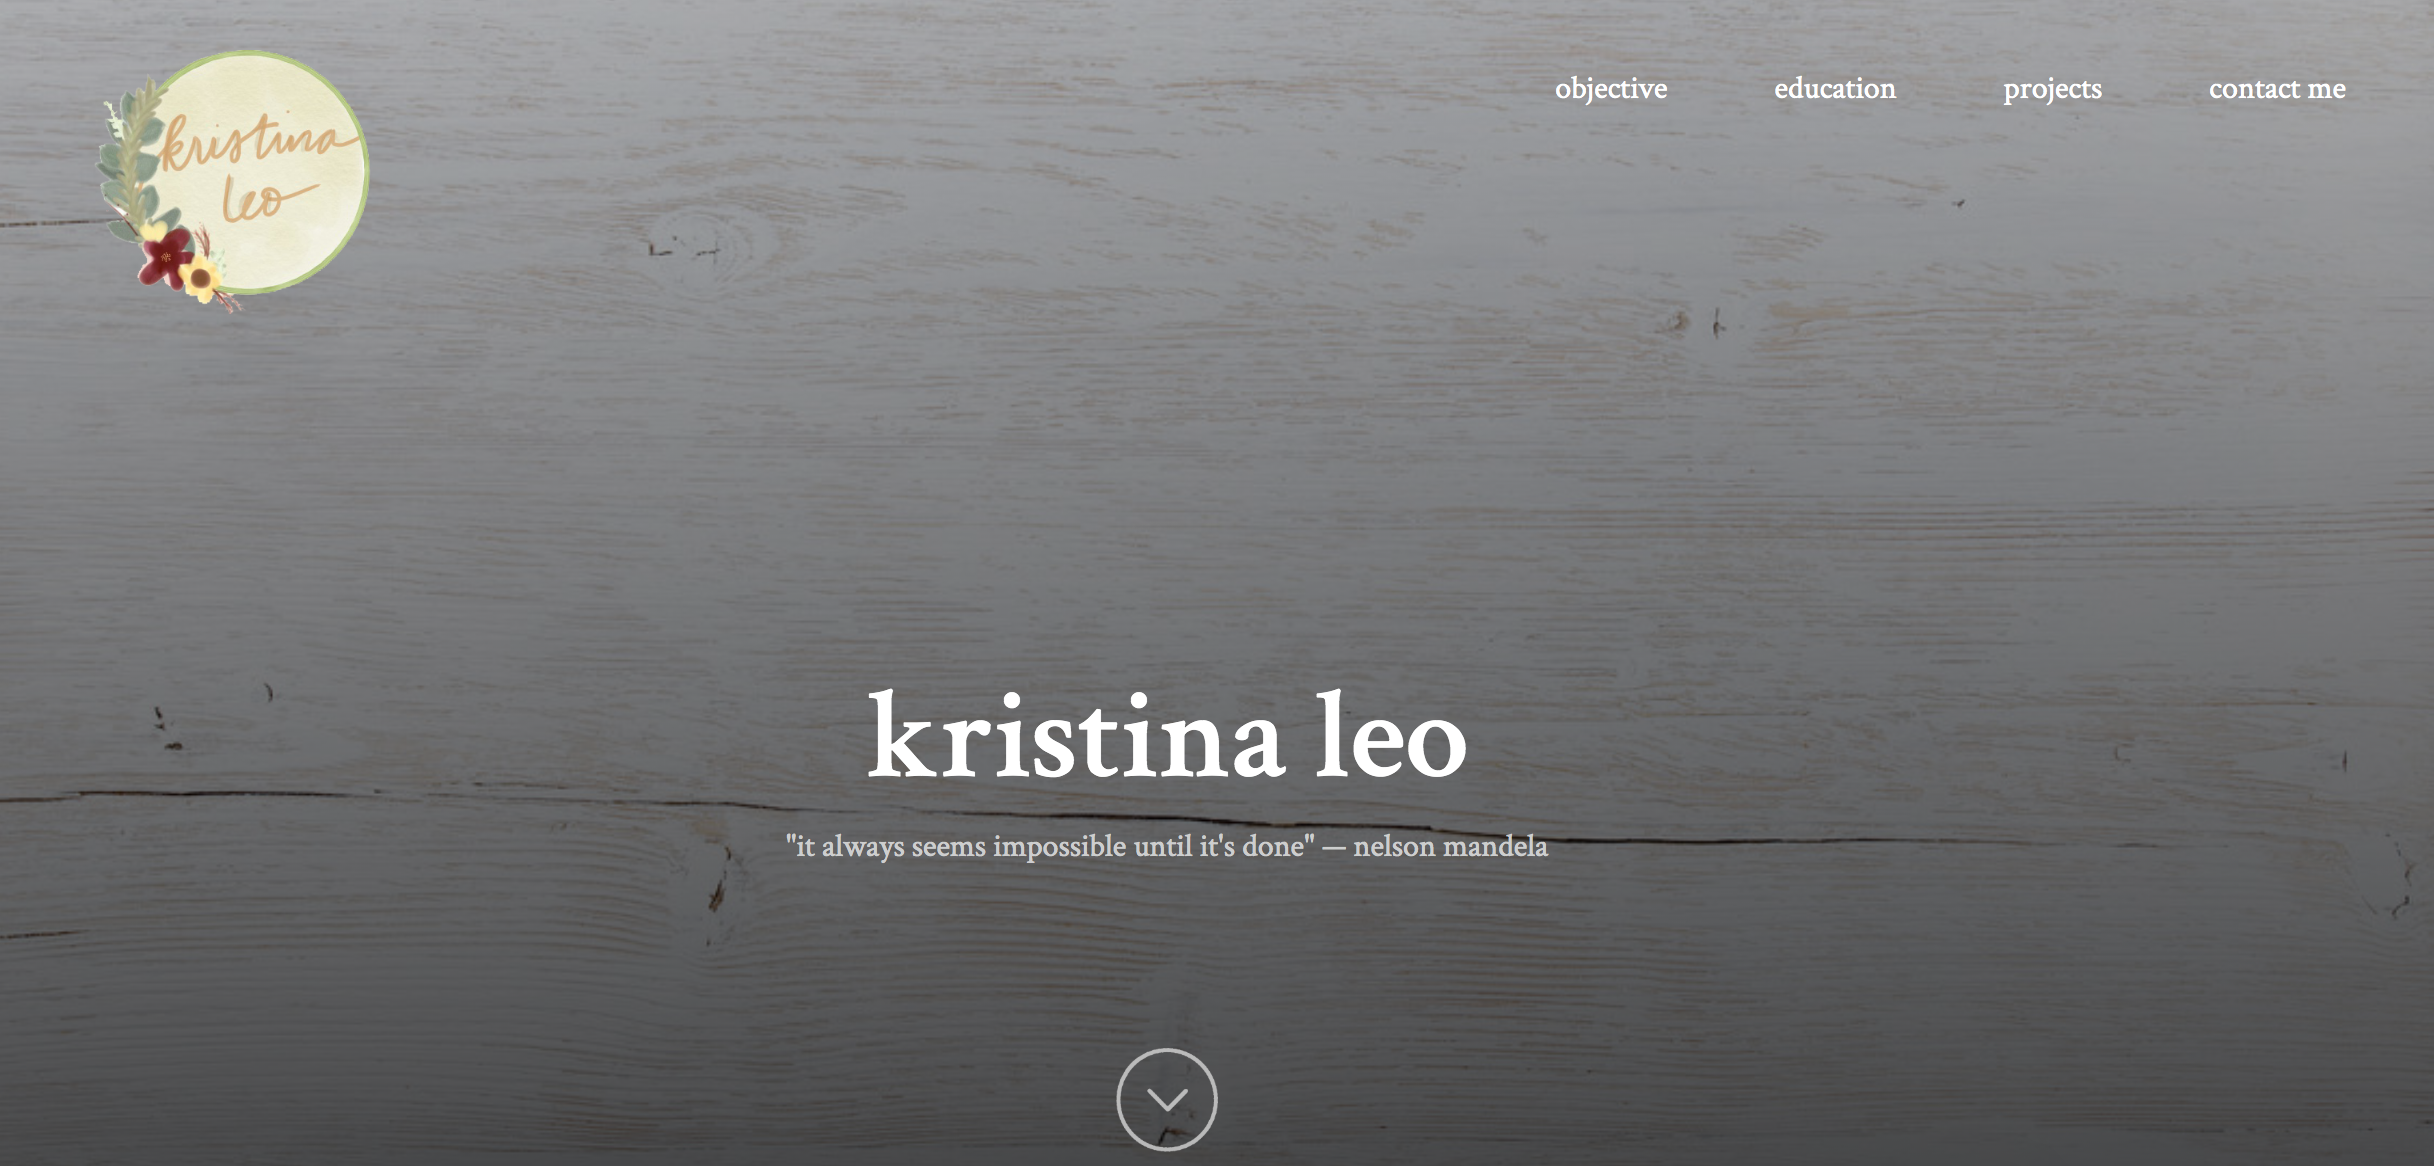 kristina
leo
objective education projects contact me
kristina leo
"it always seems impossible until it's done" — nelson mandela